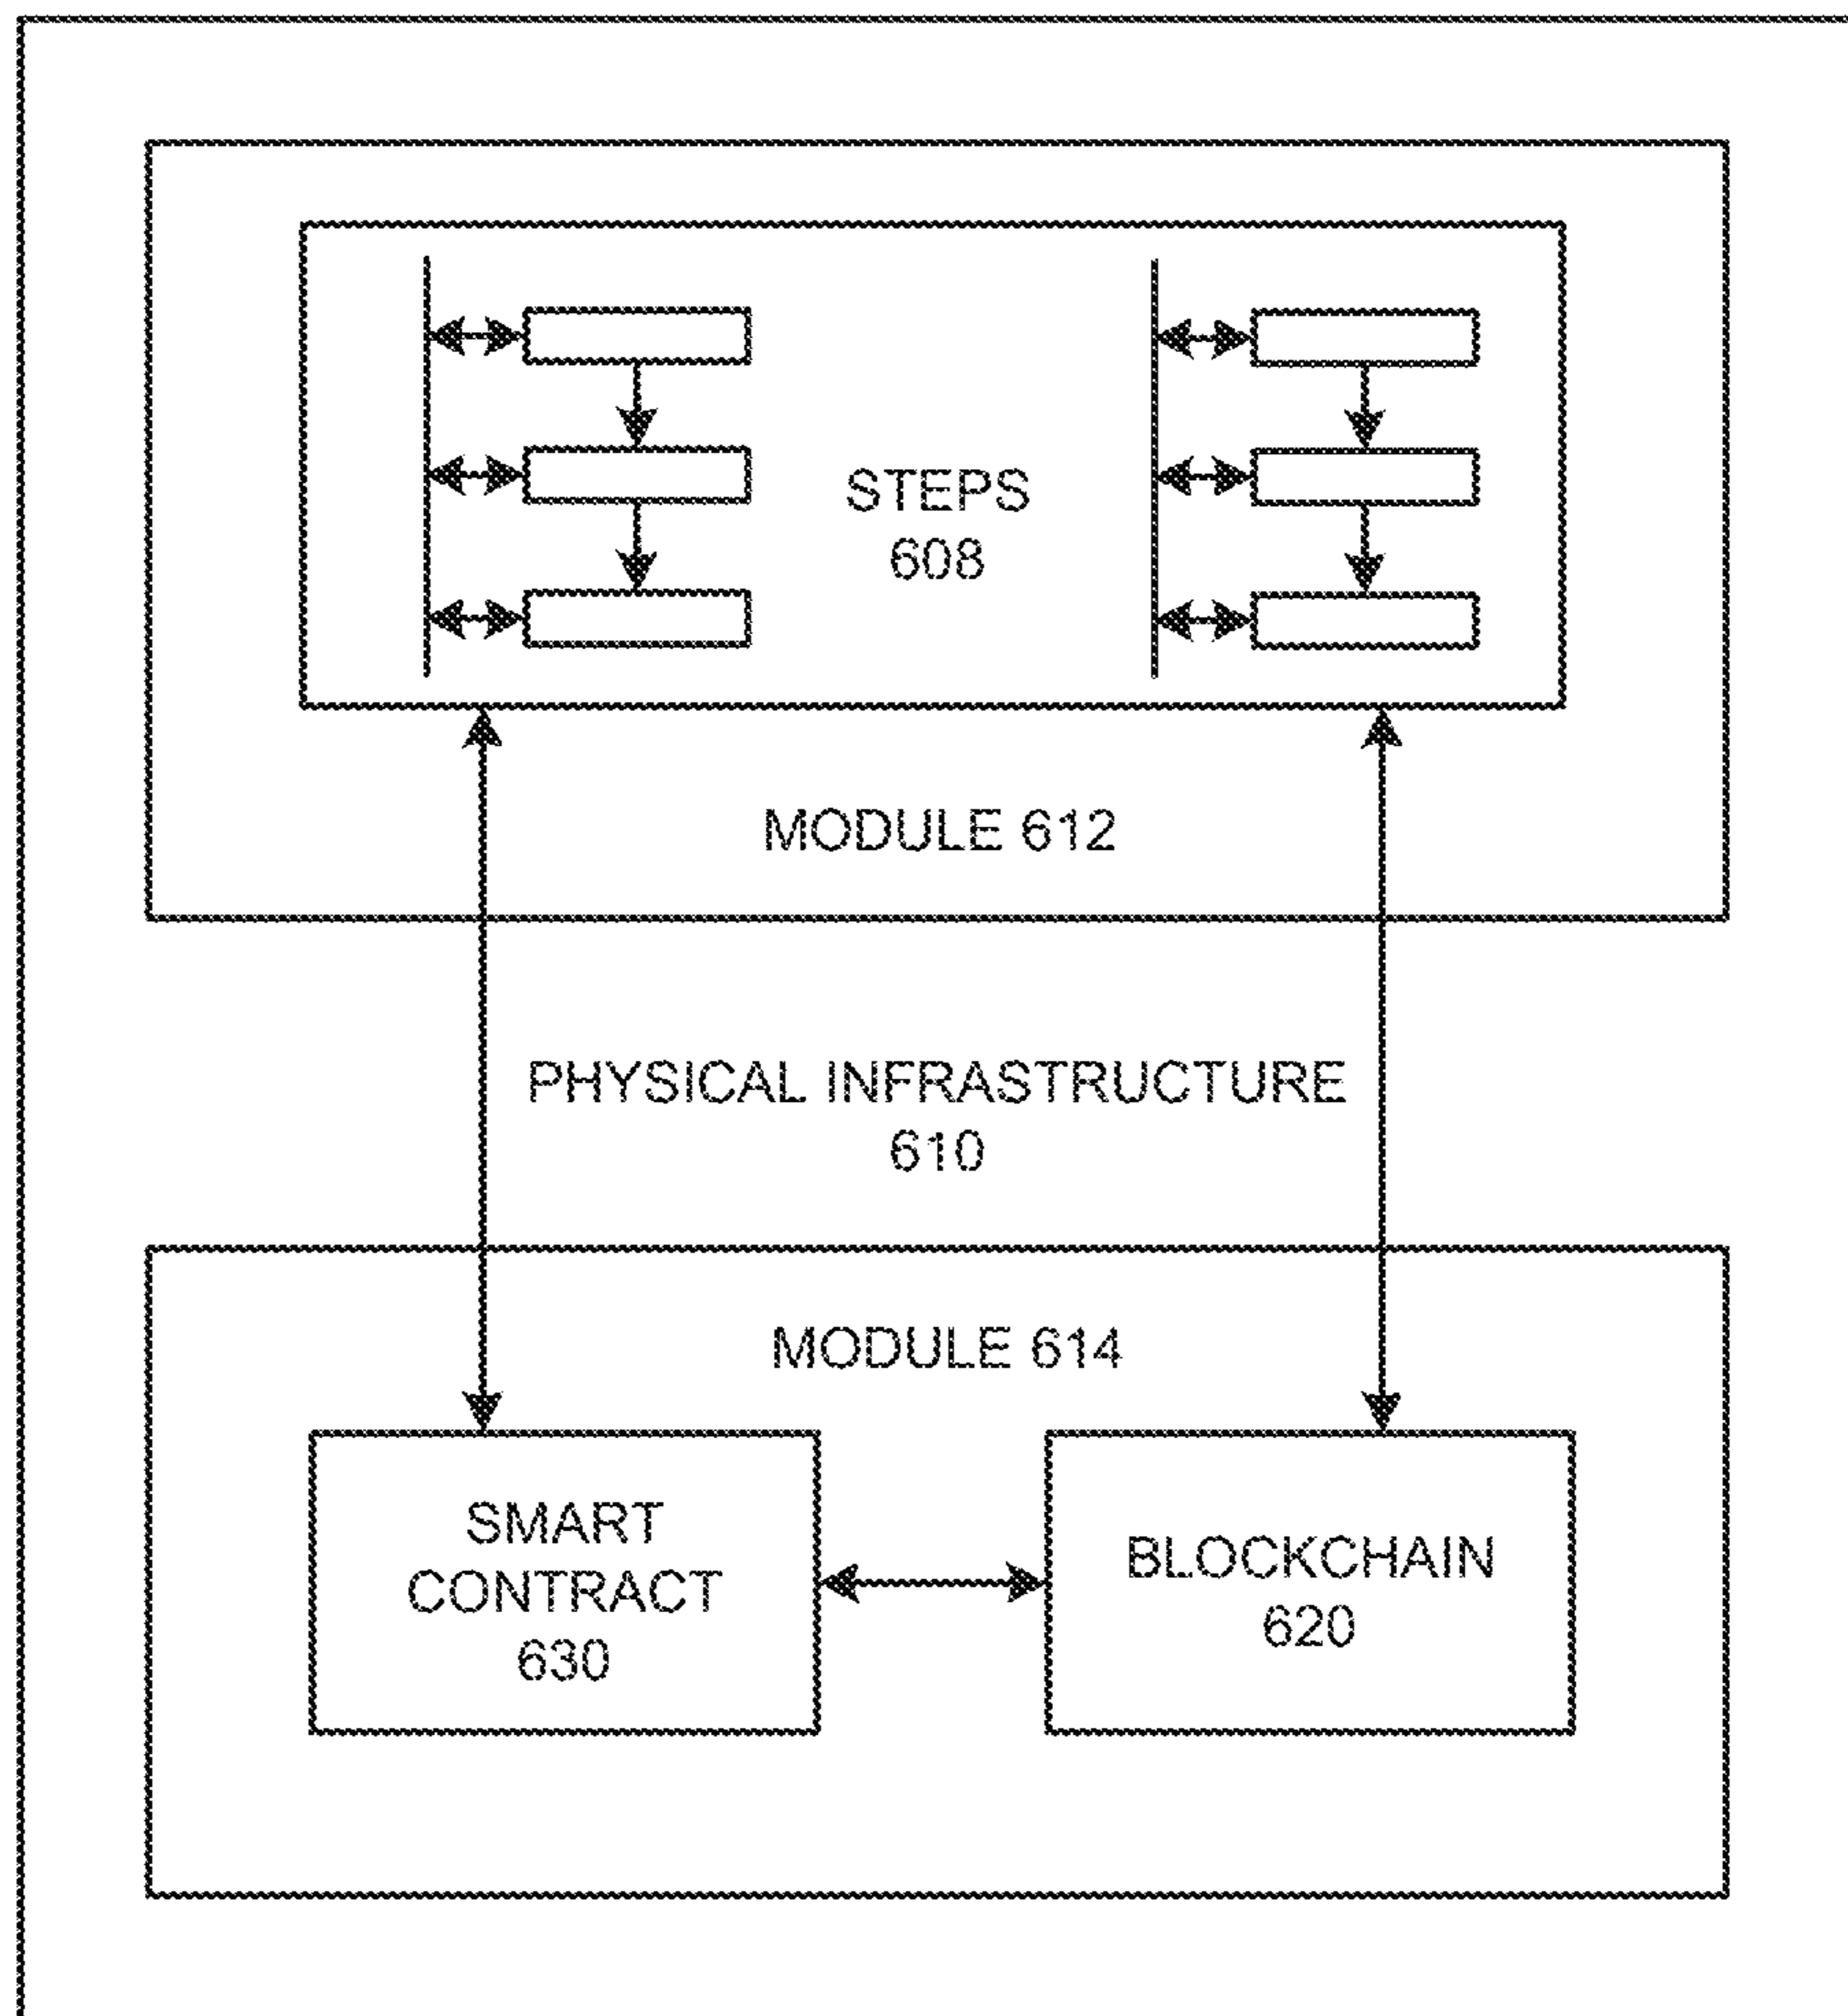 STEPS
608
MODULE 612
PHYSICAL INFRASTRUCTURE
610
MODULE 614
SMART
CONTRACT
630
BLOCKCHAIN
620